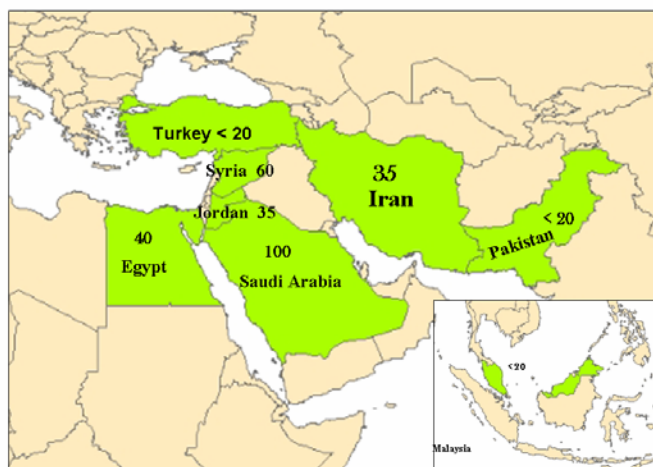 Turkey < 20
Syria 60
35
Iran
Jordan 35
40
Egypt
100
Saudi Arabia
< 20
Pakistan
<20
Malaysia